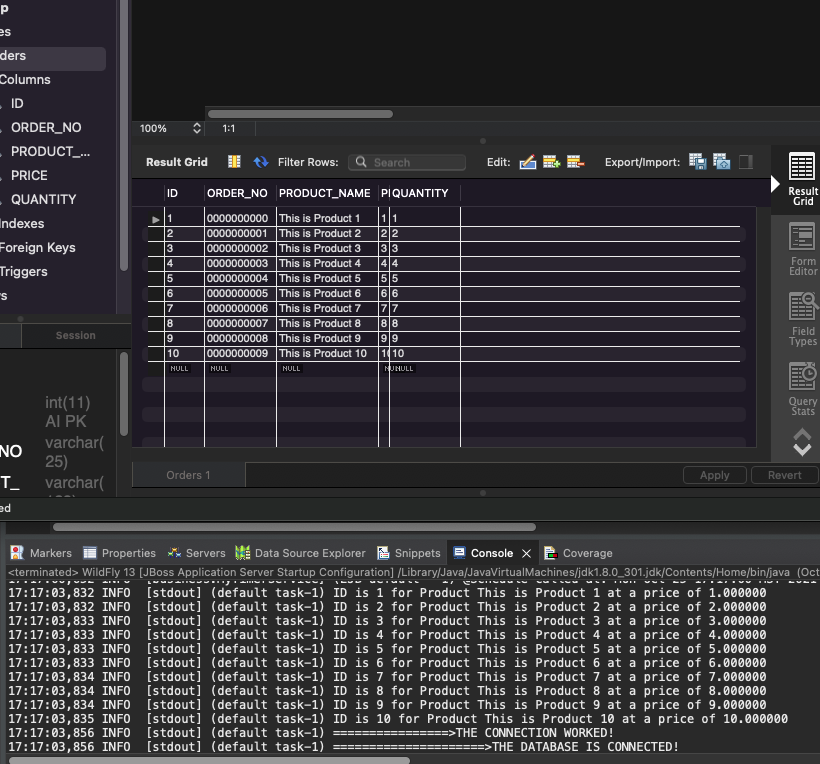 p
es
ders
Columns
ID
ORDER_NO
PRODUCT_...
PRICE
QUANTITY
Indexes
Foreign Keys
Triggers
s
Session
int(11)
AI PK
varchar(
NO 25)
T_ varchar(
100% 1:1
Result Grid Filter Rows: Search Edit: Export/Import:
ID ORDER_NO PRODUCT_NAME PI QUANTITY
1 0000000000 This is Product 1 1 1
2 0000000001 This is Product 2 2 2
3 0000000002 This is Product 3 3 3
4 0000000003 This is Product 4 4 4
5 0000000004 This is Product 5 5 5
6 0000000005 This is Product 6 6 6
7 0000000006 This is Product 7 7 7
8 0000000007 This is Product 8 8 8
9 0000000008 This is Product 9 9 9
10 0000000009 This is Product 10 10 10
NULL NULL NULL NU NULL
Result
Grid
Form
Editor
Field
Types
Query
Stats
Orders 1 Apply Revert
ed
Markers Properties Servers Data Source Explorer Snippets Console Coverage
<terminated> WildFly 13 [JBoss Application Server Startup Configuration] /Library/Java/JavaVirtualMachines/jdk1.8.0_301.jdk/Contents/Home/bin/java (Oct
17:17:03,832 INFO [stdout] (default task-1) ID is 1 for Product This is Product 1 at a price of 1.000000
17:17:03,832 INFO [stdout] (default task-1) ID is 2 for Product This is Product 2 at a price of 2.000000
17:17:03,833 INFO [stdout] (default task-1) ID is 3 for Product This is Product 3 at a price of 3.000000
17:17:03,833 INFO [stdout] (default task-1) ID is 4 for Product This is Product 4 at a price of 4.000000
17:17:03,833 INFO [stdout] (default task-1) ID is 5 for Product This is Product 5 at a price of 5.000000
17:17:03,833 INFO [stdout] (default task-1) ID is 6 for Product This is Product 6 at a price of 6.000000
17:17:03,834 INFO [stdout] (default task-1) ID is 7 for Product This is Product 7 at a price of 7.000000
17:17:03,834 INFO [stdout] (default task-1) ID is 8 for Product This is Product 8 at a price of 8.000000
17:17:03,834 INFO [stdout] (default task-1) ID is 9 for Product This is Product 9 at a price of 9.000000
17:17:03,835 INFO [stdout] (default task-1) ID is 10 for Product This is Product 10 at a price of 10.000000
17:17:03,856 INFO [stdout] (default task-1) ================>THE CONNECTION WORKED!
17:17:03,856 INFO [stdout] (default task-1) =====================>THE DATABASE IS CONNECTED!